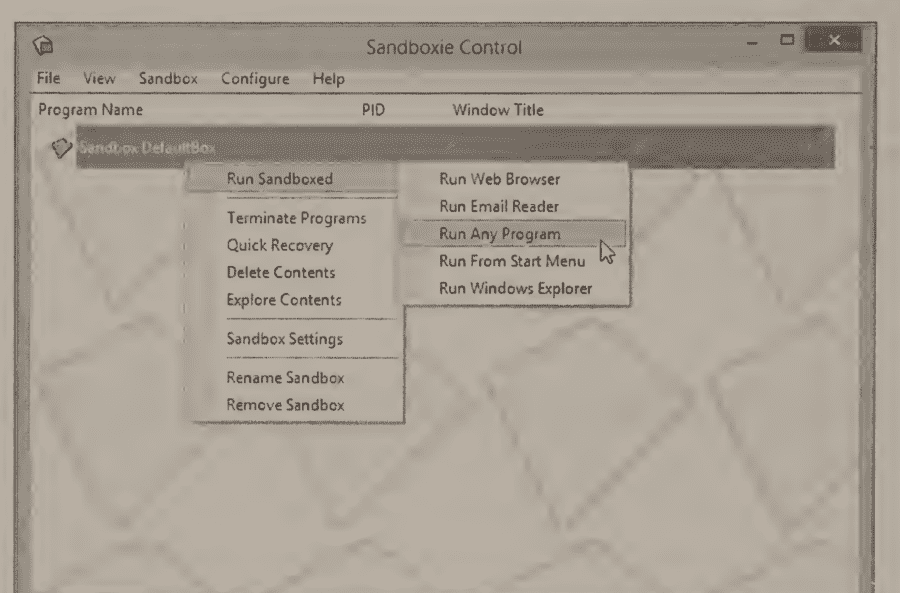 Sandboxie Control
File View Sandbox Configure Help
Program Name PID Window Title
Sandbox DefaultBox
Run Sandboxed
Terminate Programs
Quick Recovery
Delete Contents
Explore Contents
Sandbox Settings
Rename Sandbox
Remove Sandbox
Run Web Browser
Run Email Reader
Run Any Program
Run From Start Menu
Run Windows Explorer